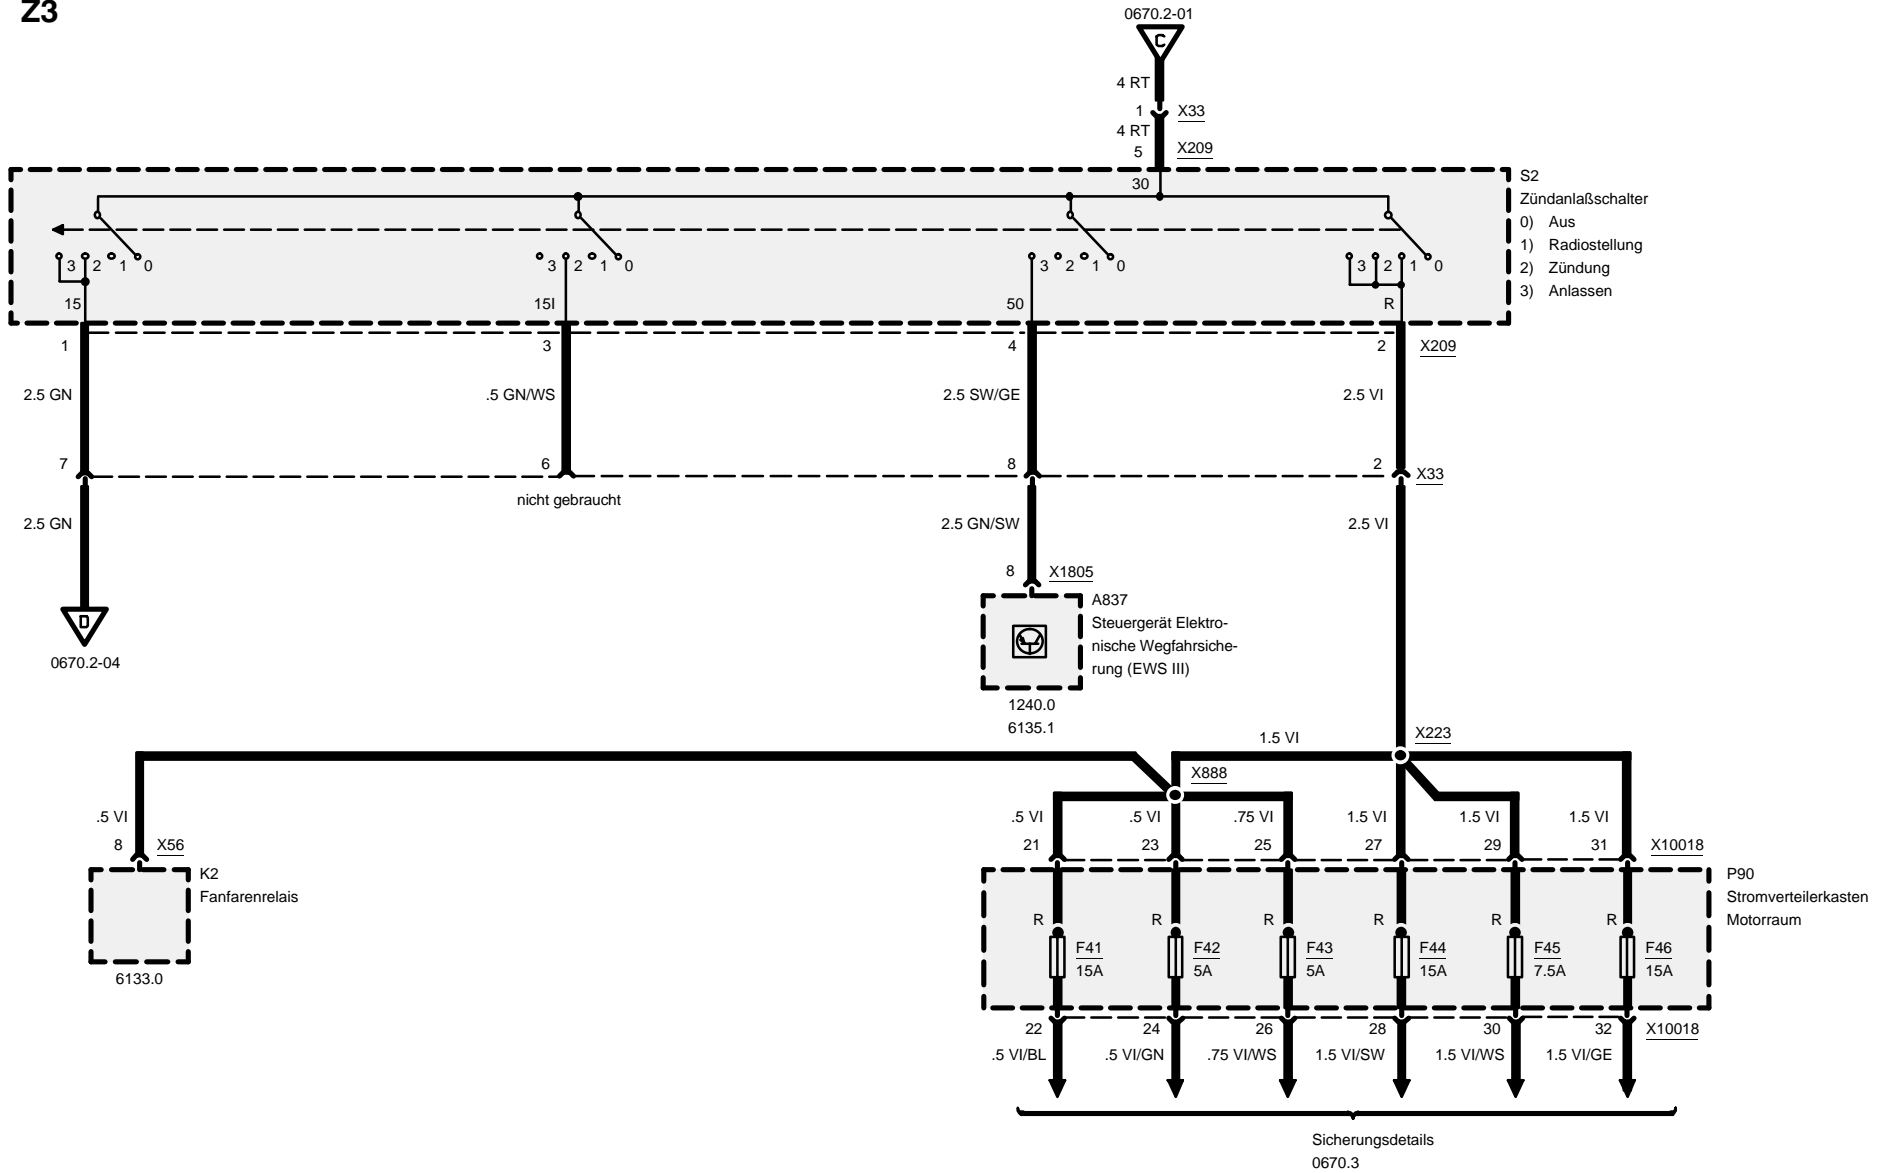 Z3
0670.2-01
C
4 RT
1 X33
4 RT
5 X209
30
S2
Zündanlaßschalter
0) Aus
1) Radiostellung
2) Zündung
3) Anlassen
3 2 1 0 3 2 1 0 3 2 1 0 3 2 1 0
15 15I 50 R
1 3 4 2 X209
2.5 GN .5 GN/WS 2.5 SW/GE 2.5 VI
7 6 8 2 X33
nicht gebraucht
2.5 GN 2.5 GN/SW 2.5 VI
8 X1805
D
0670.2-04
A837
Steuergerät Elektro-
nische Wegfahrsiche-
rung (EWS III)
1240.0
6135.1
1.5 VI X223
X888
.5 VI .5 VI .5 VI .75 VI 1.5 VI 1.5 VI 1.5 VI
8 X56 21 23 25 27 29 31 X10018
K2
Fanfarenrelais
6133.0
P90
Stromverteilerkasten
Motorraum
R R R R R R
F41 F42 F43 F44 F45 F46
15A 5A 5A 15A 7.5A 15A
22 24 26 28 30 32 X10018
.5 VI/BL .5 VI/GN .75 VI/WS 1.5 VI/SW 1.5 VI/WS 1.5 VI/GE
Sicherungsdetails
0670.3